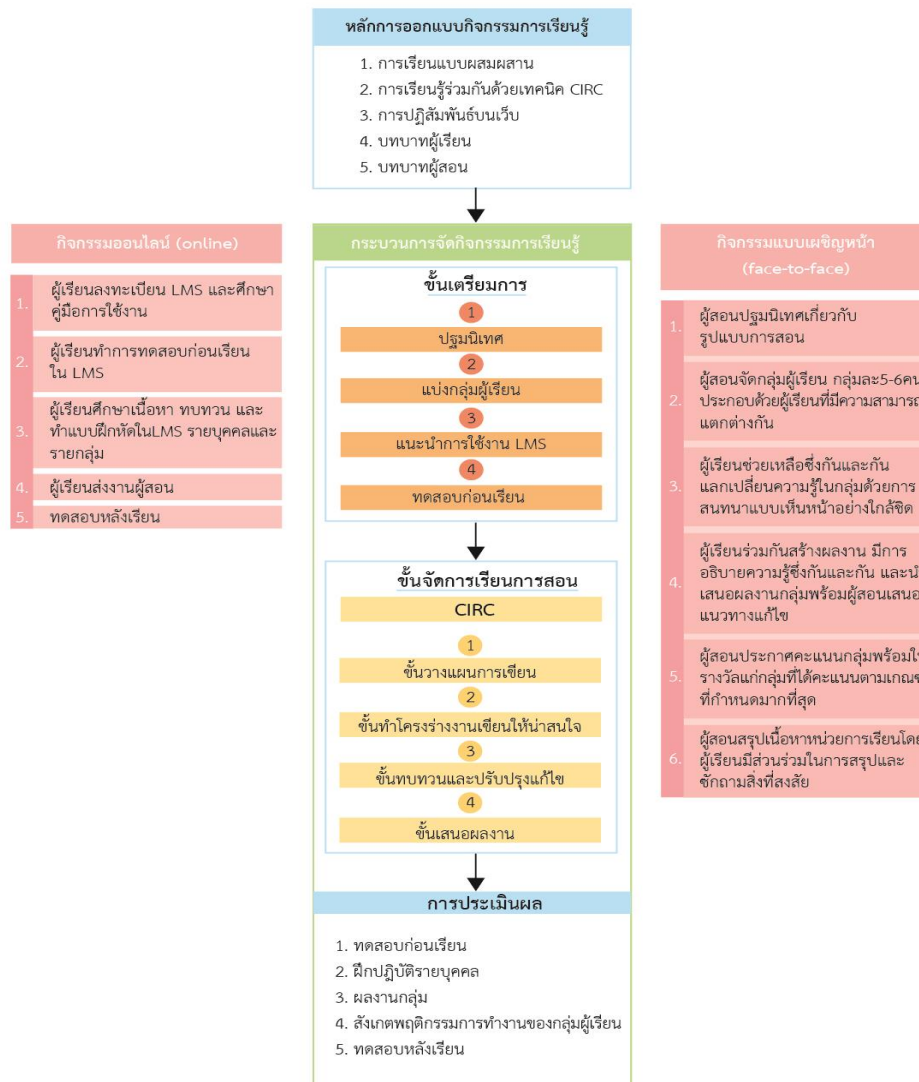 หลักการออกแบบกิจกรรมการเรียนรู้
1. การเรียนแบบผสมผสาน
2. การเรียนรู้ร่วมกันด้วยเทคนิค CIRC
3. การปฏิสัมพันธ์บนเว็บ
4. บทบาทผู้เรียน
5. บทบาทผู้สอน
กิจกรรมออนไลน์ (online)
1. ผู้เรียนลงทะเบียน LMS และศึกษา
คู่มือการใช้งาน
2. ผู้เรียนทำการทดสอบก่อนเรียน
ใน LMS
3. ผู้เรียนศึกษาเนื้อหา ทบทวน และ
ทำแบบฝึกหัดในLMS รายบุคคลและ
รายกลุ่ม
4. ผู้เรียนส่งงานผู้สอน
5. ทดสอบหลังเรียน
กระบวนการจัดกิจกรรมการเรียนรู้
ขั้นเตรียมการ
1
ปฐมนิเทศ
2
แบ่งกลุ่มผู้เรียน
3
แนะนำการใช้งาน LMS
4
ทดสอบก่อนเรียน
ขั้นจัดการเรียนการสอน
CIRC
1
ขั้นวางแผนการเขียน
2
ขั้นทำโครงร่างงานเขียนให้น่าสนใจ
3
ขั้นทบทวนและปรับปรุงแก้ไข
4
ขั้นเสนอผลงาน
การประเมินผล
1. ทดสอบก่อนเรียน
2. ฝึกปฏิบัติรายบุคคล
3. ผลงานกลุ่ม
4. สังเกตพฤติกรรมการทำงานของกลุ่มผู้เรียน
5. ทดสอบหลังเรียน
กิจกรรมแบบเผชิญหน้า
(face-to-face)
1. ผู้สอนปฐมนิเทศเกี่ยวกับ
รูปแบบการสอน
2. ผู้สอนจัดกลุ่มผู้เรียน กลุ่มละ5-6คน
ประกอบด้วยผู้เรียนที่มีความสามารถ
แตกต่างกัน
3. ผู้เรียนช่วยเหลือซึ่งกันและกัน
แลกเปลี่ยนความรู้ในกลุ่มด้วยการ
สนทนาแบบเห็นหน้าอย่างใกล้ชิด
4. ผู้เรียนร่วมกันสร้างผลงาน มีการ
อธิบายความรู้ซึ่งกันและกัน และ
เสนอผลงานกลุ่มพร้อมผู้สอนเสนอ
แนวทางแก้ไข
5. ผู้สอนประกาศคะแนนกลุ่มพร้อม
รางวัลแก่กลุ่มที่ได้คะแนนตาม
ที่กำหนดมากที่สุด
6. ผู้สอนสรุปเนื้อหาหน่วยการเรียน
ผู้เรียนมีส่วนร่วมในการสรุปและ
ซักถามสิ่งที่สงสัย